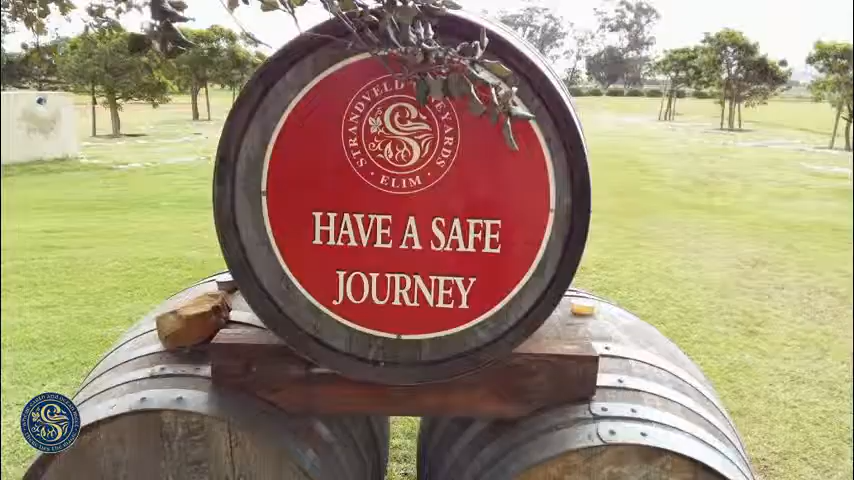 STRANDVELD VINEYARDS
· ELIM ·
HAVE A SAFE
JOURNEY